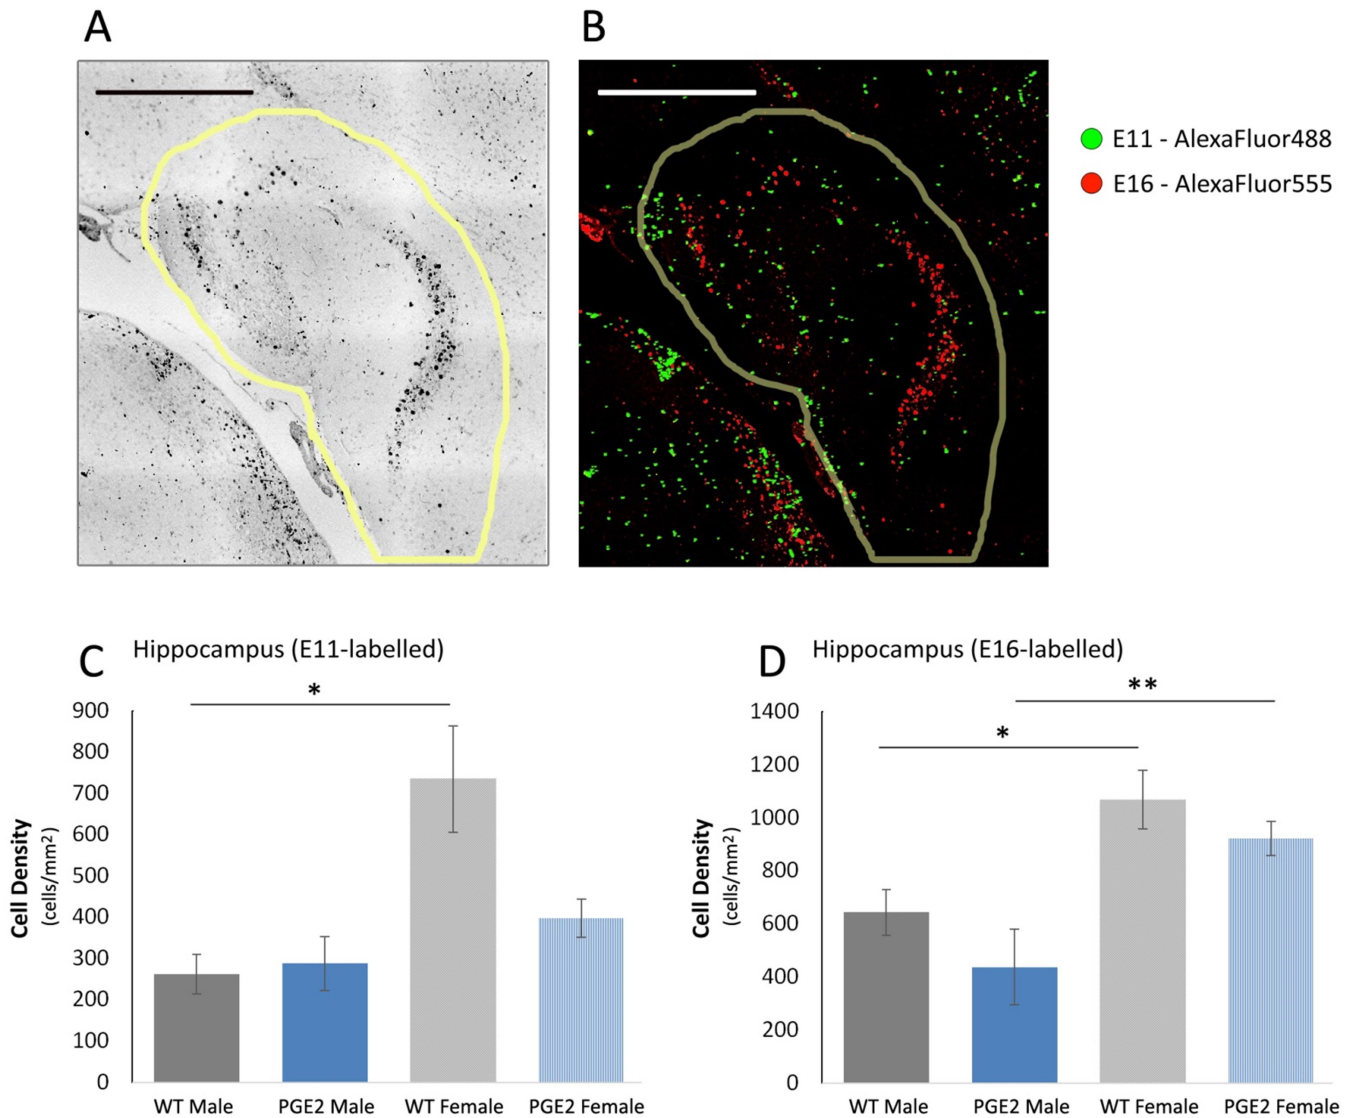 A
B
E11 - AlexaFluor488
E16 - AlexaFluor555
C
Hippocampus (E11-labelled)
*
Cell Density
(cells/mm²)
900
800
700
600
500
400
300
200
100
0
WT Male PGE2 Male WT Female PGE2 Female
D
Hippocampus (E16-labelled)
**
*
Cell Density
(cells/mm²)
1400
1200
1000
800
600
400
200
0
WT Male PGE2 Male WT Female PGE2 Female